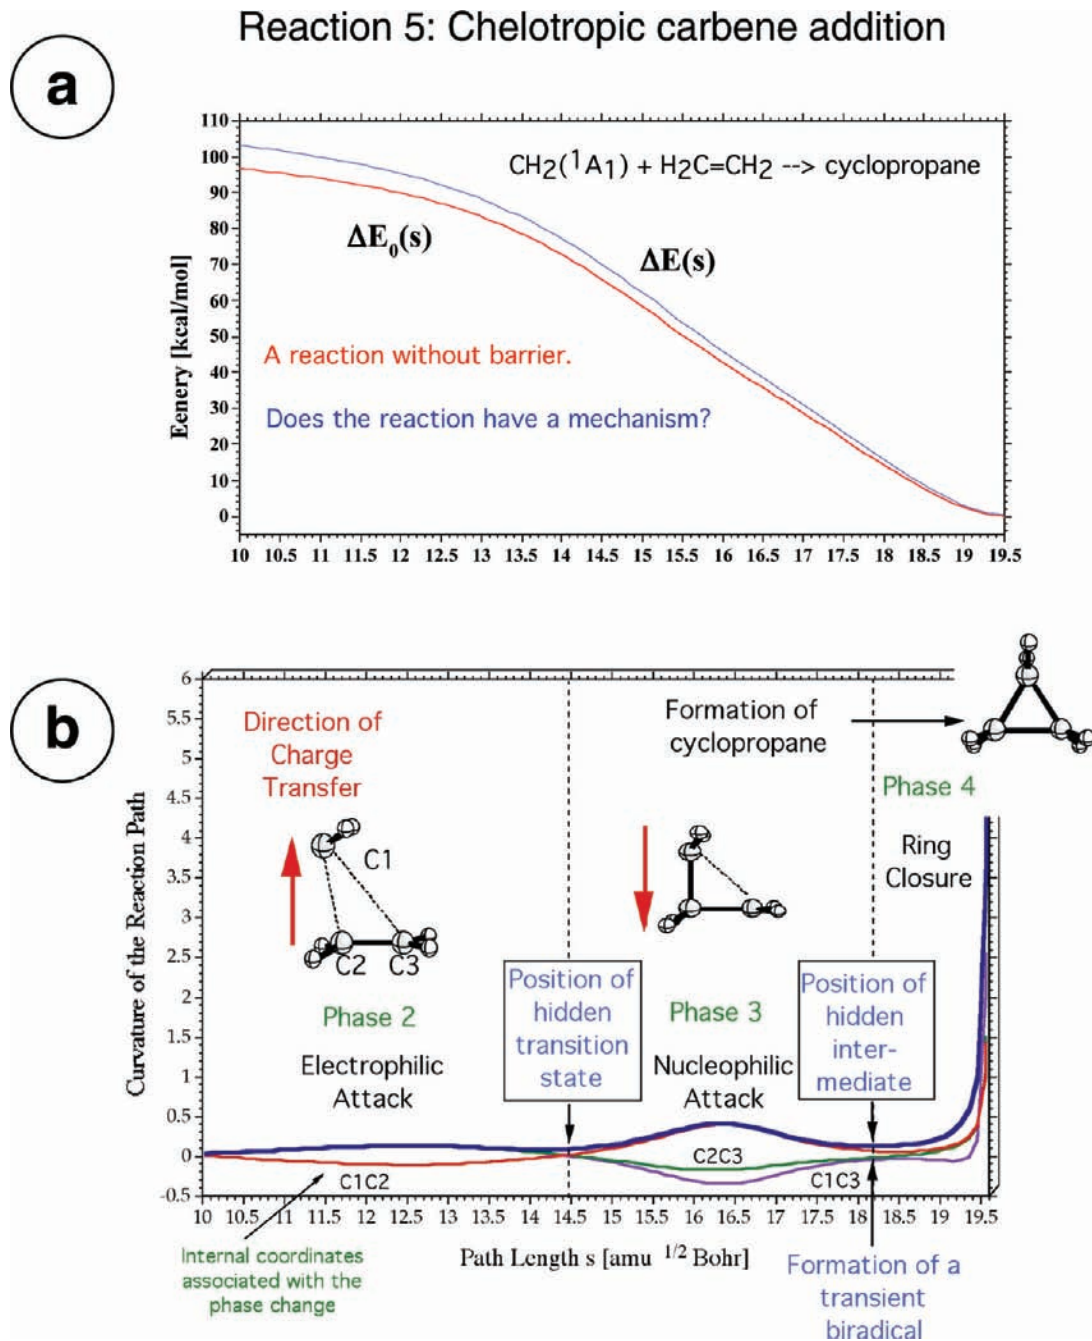 Reaction 5: Chelotropic carbene addition
a
110
100
90
80
70
60
50
40
30
20
10
0
Eenery [kcal/mol]
CH2(1A1) + H2C=CH2 --> cyclopropane
ΔE0(s)
ΔE(s)
A reaction without barrier.
Does the reaction have a mechanism?
10 10.5 11 11.5 12 12.5 13 13.5 14 14.5 15 15.5 16 16.5 17 17.5 18 18.5 19 19.5
b
6
5.5
5
4.5
4
3.5
3
2.5
2
1.5
1
0.5
0
-0.5
Curvature of the Reaction Path
Direction of
Charge
Transfer
C1
C2 C3
Phase 2
Electrophilic
Attack
Position of
hidden
transition
state
Formation of
cyclopropane
Phase 3
Nucleophilic
Attack
Position of
hidden
inter-
mediate
Phase 4
Ring
Closure
C1C2
C2C3
C1C3
10 10.5 11 11.5 12 12.5 13 13.5 14 14.5 15 15.5 16 16.5 17 17.5 18 18.5 19 19.5
Path Length s [amu 1/2 Bohr]
Internal coordinates
associated with the
phase change
Formation of a
transient
biradical